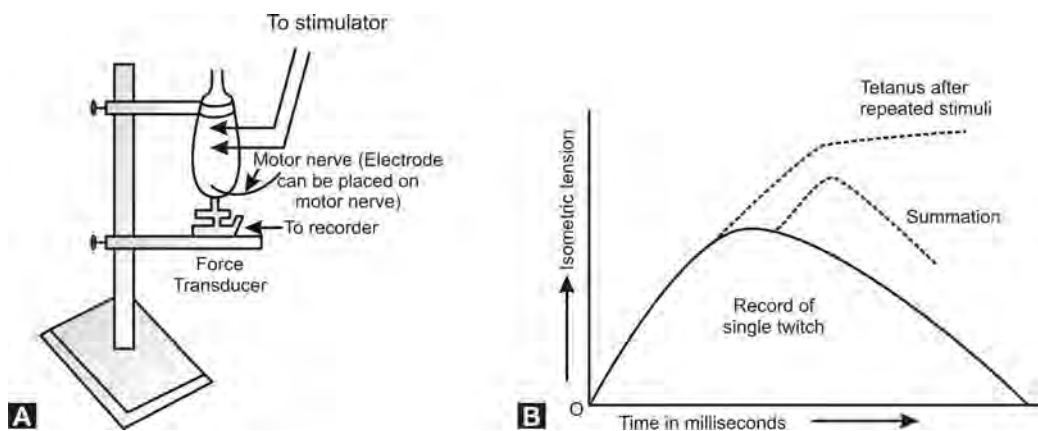 To stimulator
Motor nerve (Electrode
can be placed on
motor nerve)
To recorder
Force
Transducer
A
Tetanus after
repeated stimuli
Isometric tension
Summation
Record of
single twitch
O
Time in milliseconds
B